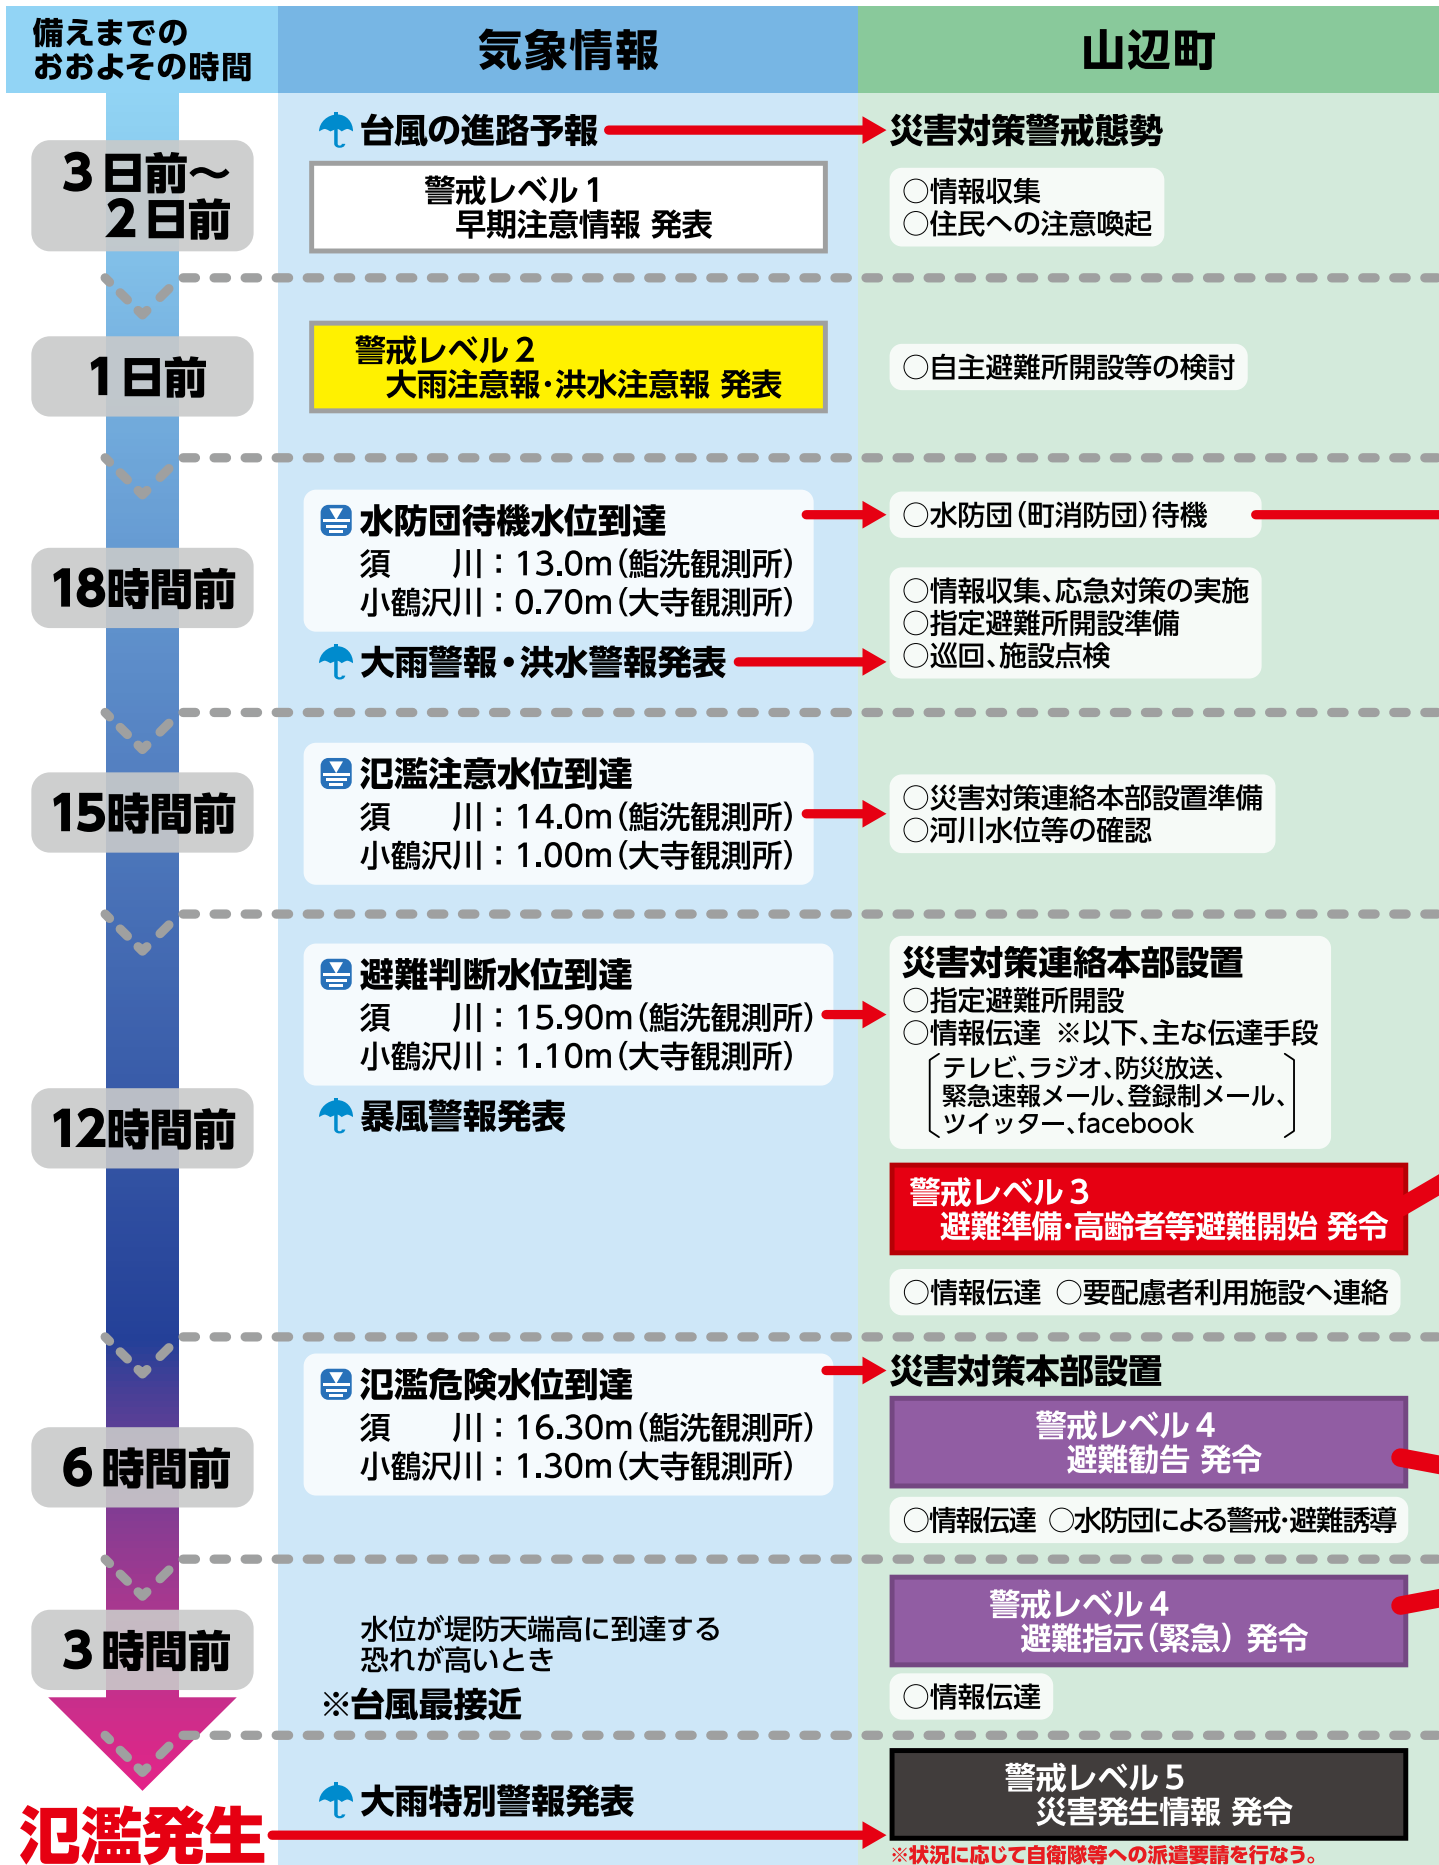 備えまでの
おおよその時間
気象情報
山辺町
3日前～
2日前
台風の進路予報
災害対策警戒態勢
警戒レベル1
早期注意情報 発表
○情報収集
○住民への注意喚起
1日前
警戒レベル2
大雨注意報・洪水注意報 発表
○自主避難所開設等の検討
18時間前
水防団待機水位到達
須　　川：13.0m（鮨洗観測所）
小鶴沢川：0.70m（大寺観測所）
大雨警報・洪水警報発表
○水防団（町消防団）待機
○情報収集、応急対策の実施
○指定避難所開設準備
○巡回、施設点検
15時間前
氾濫注意水位到達
須　　川：14.0m（鮨洗観測所）
小鶴沢川：1.00m（大寺観測所）
○災害対策連絡本部設置準備
○河川水位等の確認
12時間前
避難判断水位到達
須　　川：15.90m（鮨洗観測所）
小鶴沢川：1.10m（大寺観測所）
暴風警報発表
災害対策連絡本部設置
○指定避難所開設
○情報伝達 ※以下、主な伝達手段
テレビ、ラジオ、防災放送、
緊急速報メール、登録制メール、
ツイッター、facebook
警戒レベル3
避難準備・高齢者等避難開始 発令
○情報伝達 ○要配慮者利用施設へ連絡
6時間前
氾濫危険水位到達
須　　川：16.30m（鮨洗観測所）
小鶴沢川：1.30m（大寺観測所）
災害対策本部設置
警戒レベル4
避難勧告 発令
○情報伝達 ○水防団による警戒・避難誘導
3時間前
水位が堤防天端高に到達する
恐れが高いとき
※台風最接近
警戒レベル4
避難指示（緊急）発令
○情報伝達
氾濫発生
大雨特別警報発表
警戒レベル5
災害発生情報 発令
※状況に応じて自衛隊等への派遣要請を行なう。